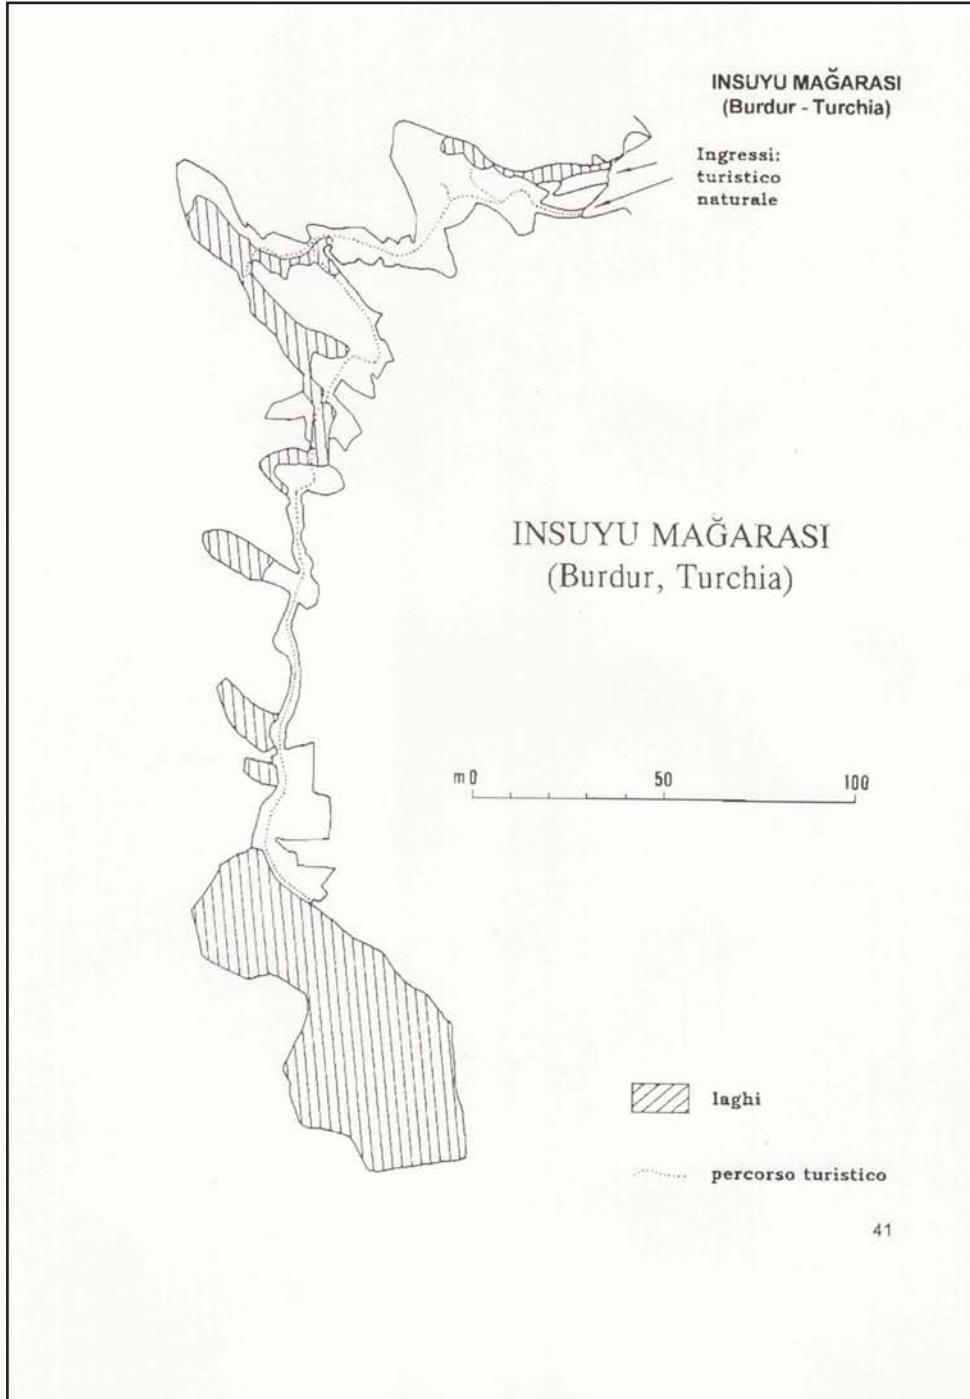 INSUYU MAĞARASI
(Burdur - Turchia)
Ingressi:
turistico
naturale
INSUYU MAĞARASI
(Burdur, Turchia)
m 0 50 100
laghi
percorso turistico
41